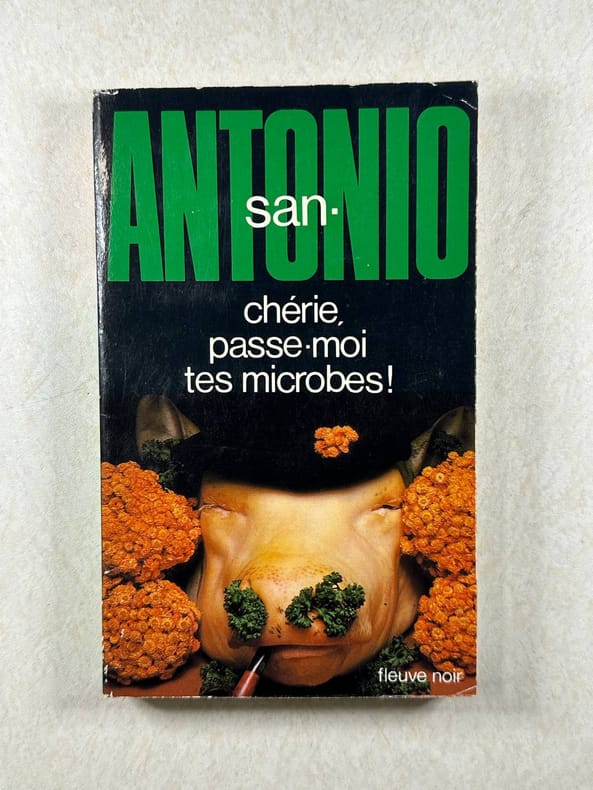 san·
ANTONIO
chérie,
passe·moi
tes microbes!
fleuve noir